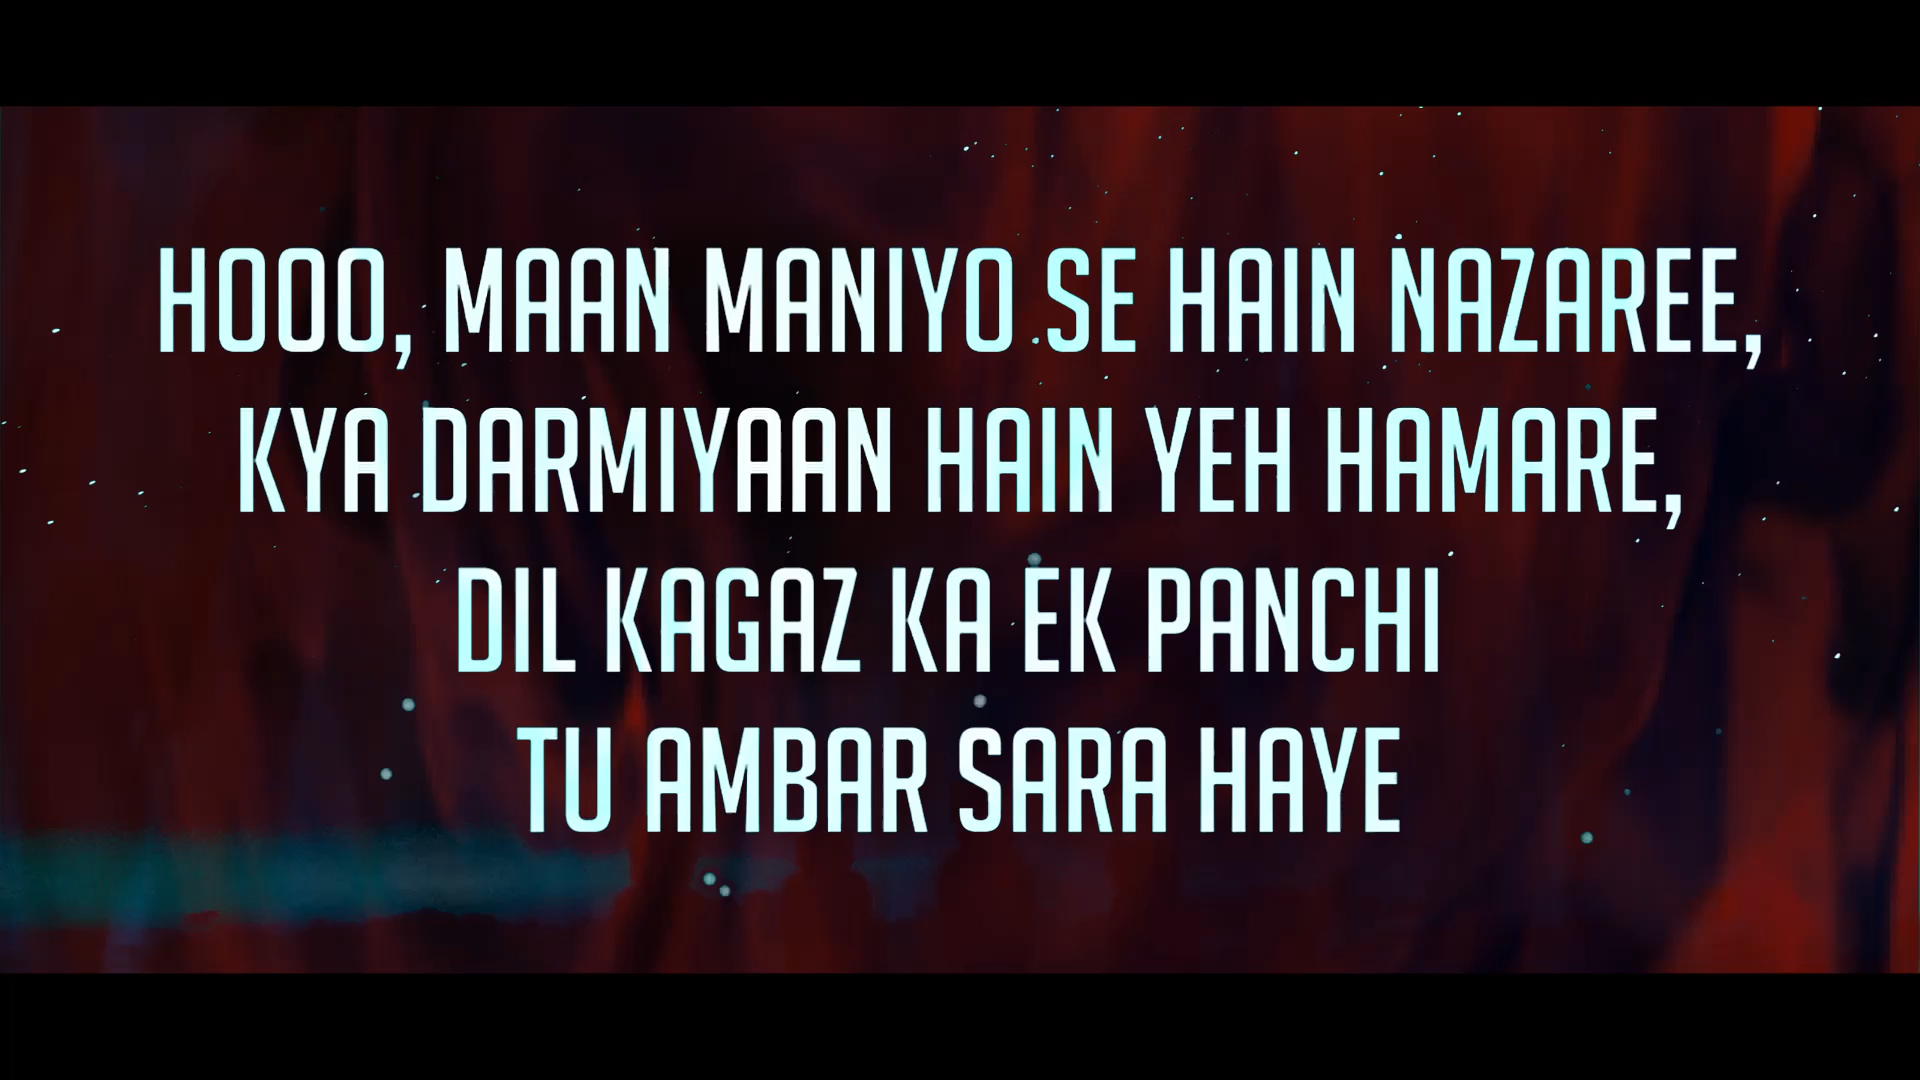 HOOO, MAAN MANIYO SE HAIN NAZAREE,
KYA DARMIYAAN HAIN YEH HAMARE,
DIL KAGAZ KA EK PANCHI
TU AMBAR SARA HAYE